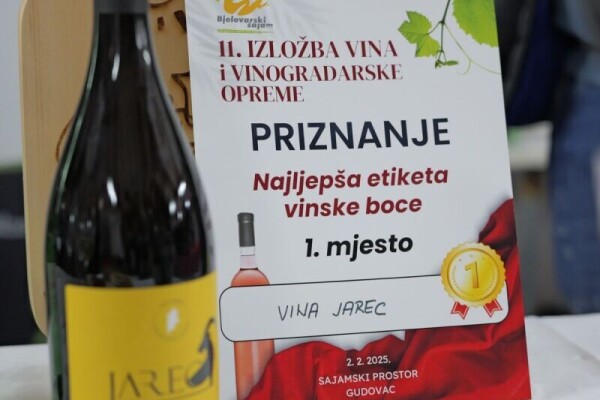 Bjelovarski
sajam
11. IZLOŽBA VINA
i VINOGRADARSKE
OPREME
PRIZNANJE
Najljepša etiketa
vinske boce
1. mjesto
1
VINA JAREC
2. 2. 2025.
SAJAMSKI PROSTOR
GUDOVAC
JAREC